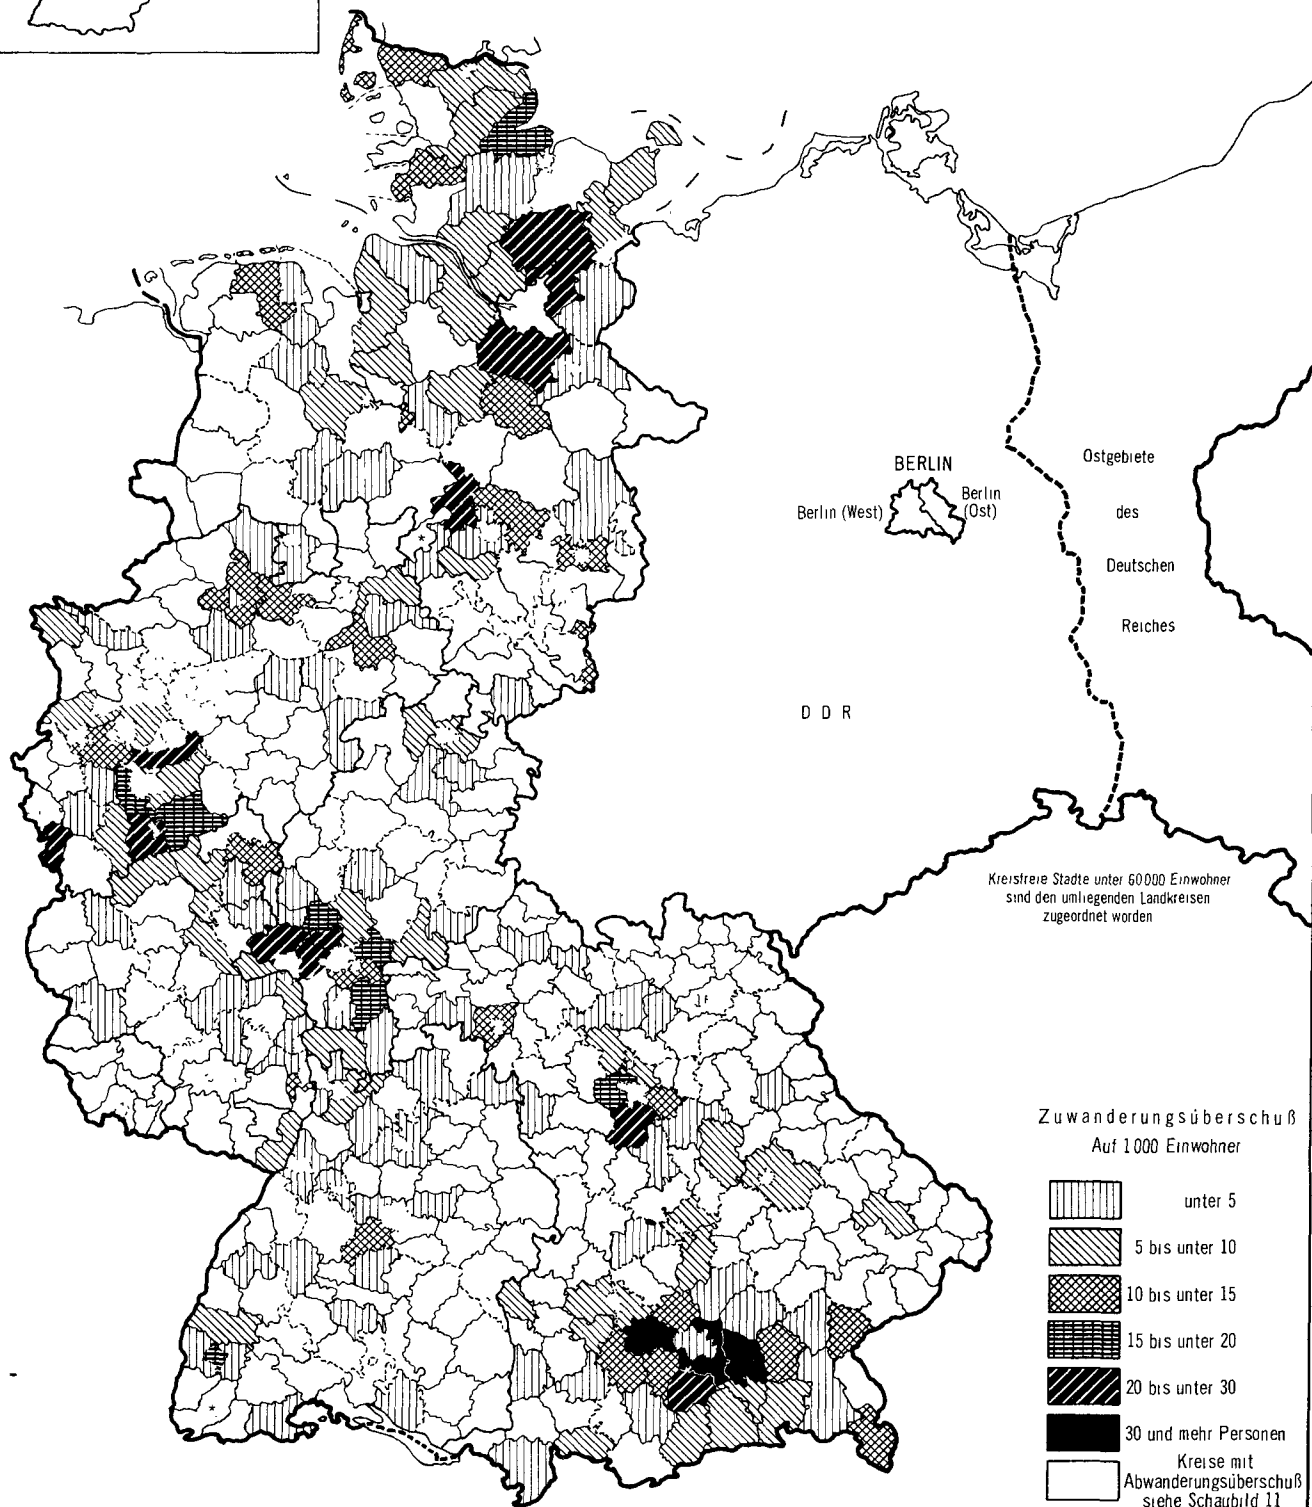 BERLIN
Berlin (West)
Berlin
(Ost)
Ostgebiete
des
Deutschen
Reiches
D D R
Kreisfreie Städte unter 60000 Einwohner
sind den umliegenden Landkreisen
zugeordnet worden
Zuwanderungsüberschuß
Auf 1000 Einwohner
unter 5
5 bis unter 10
10 bis unter 15
15 bis unter 20
20 bis unter 30
30 und mehr Personen
Kreise mit
Abwanderungsüberschuß
siehe Schaubild 11